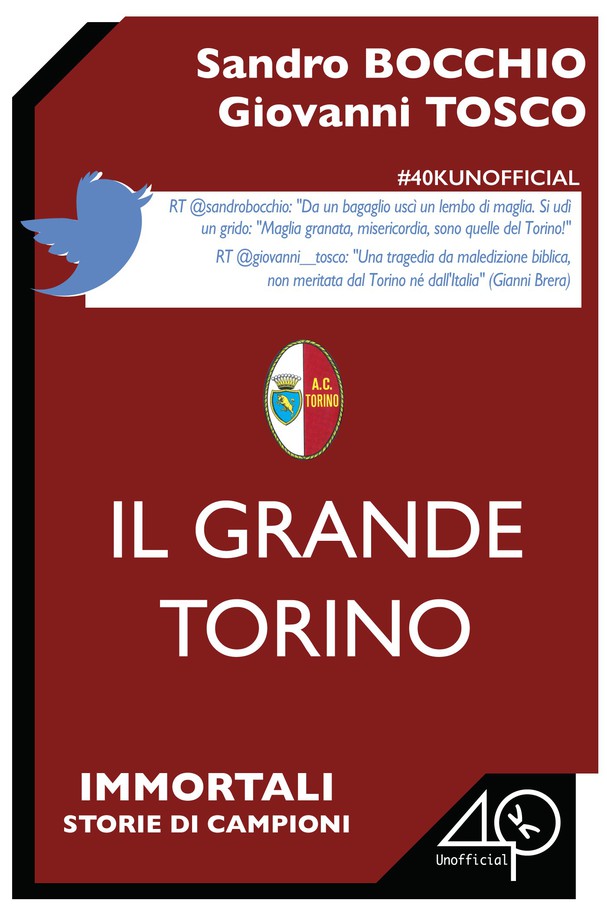 Sandro BOCCHIO
Giovanni TOSCO
#40KUNOFFICIAL
RT @sandrobocchio: "Da un bagaglio uscì un lembo di maglia. Si udì
un grido: "Maglia granata, misericordia, sono quelle del Torino!"
RT @giovanni__tosco: "Una tragedia da maledizione biblica,
non meritata dal Torino né dall'Italia" (Gianni Brera)
A.C.
TORINO
IL GRANDE
TORINO
IMMORTALI
STORIE DI CAMPIONI
40K
Unofficial